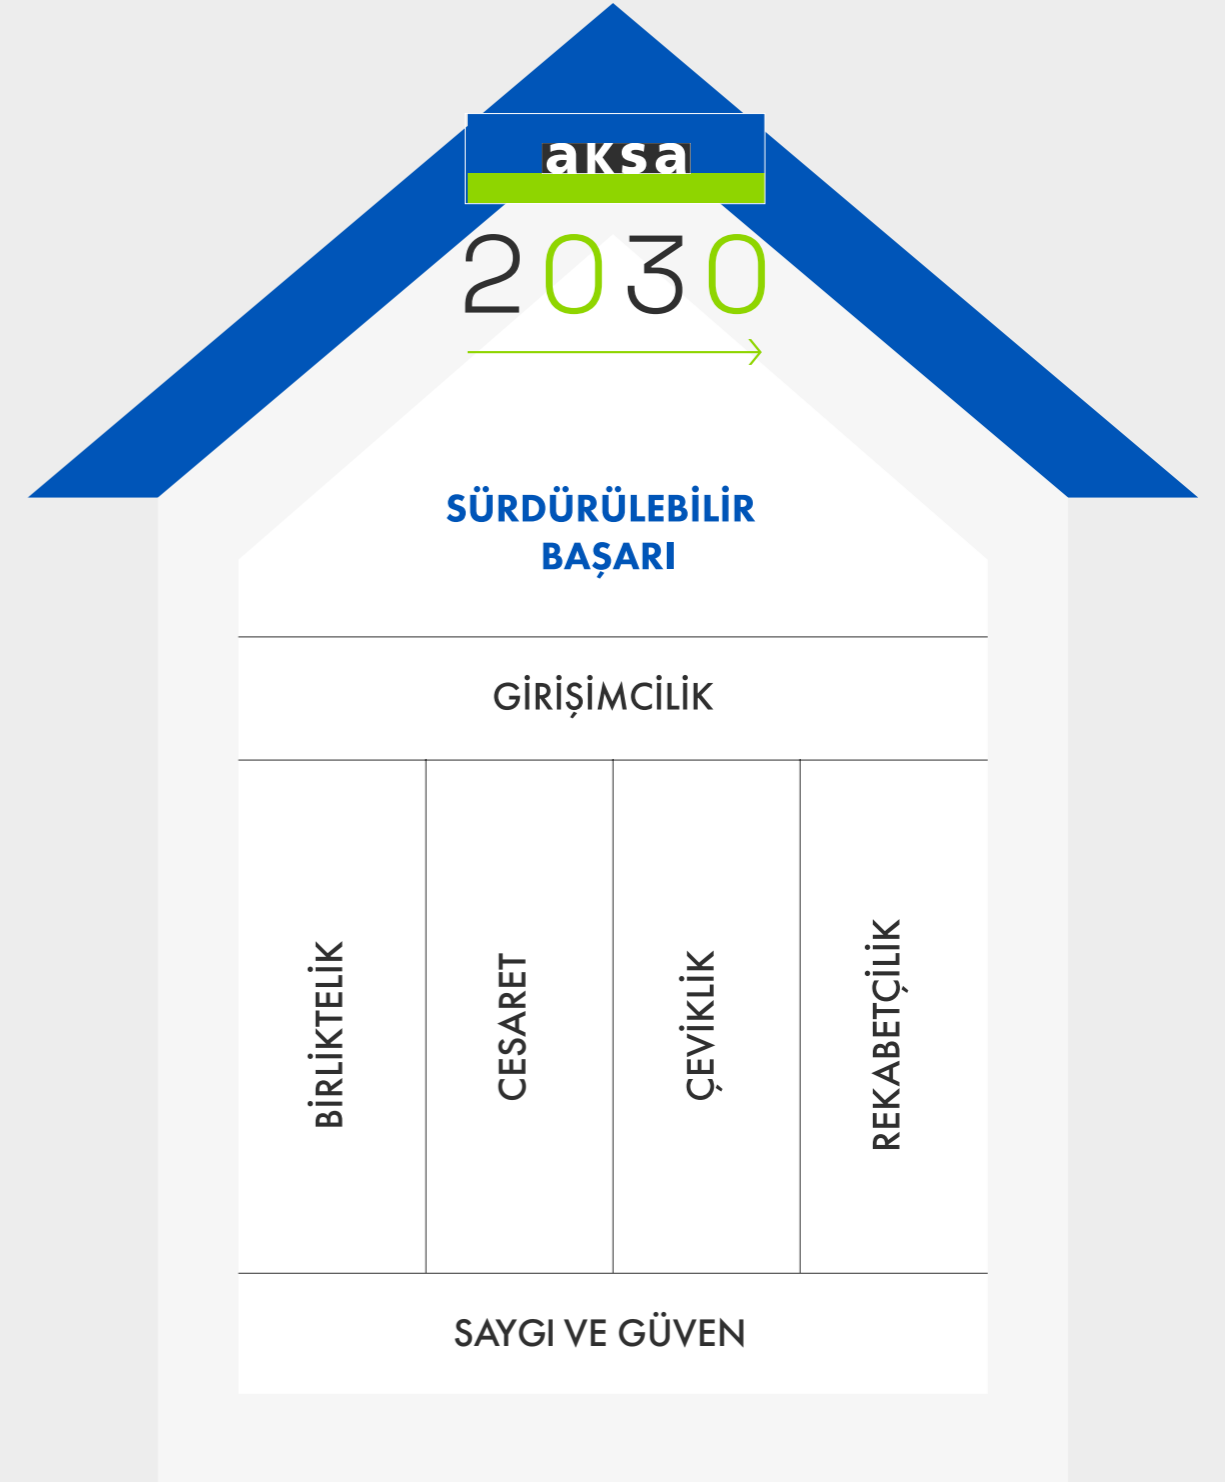 aksa
2030
SÜRDÜRÜLEBİLİR
BAŞARI
GİRİŞİMCİLİK
BİRLİKTELİK
CESARET
ÇEVİKLİK
REKABETÇİLİK
SAYGI VE GÜVEN